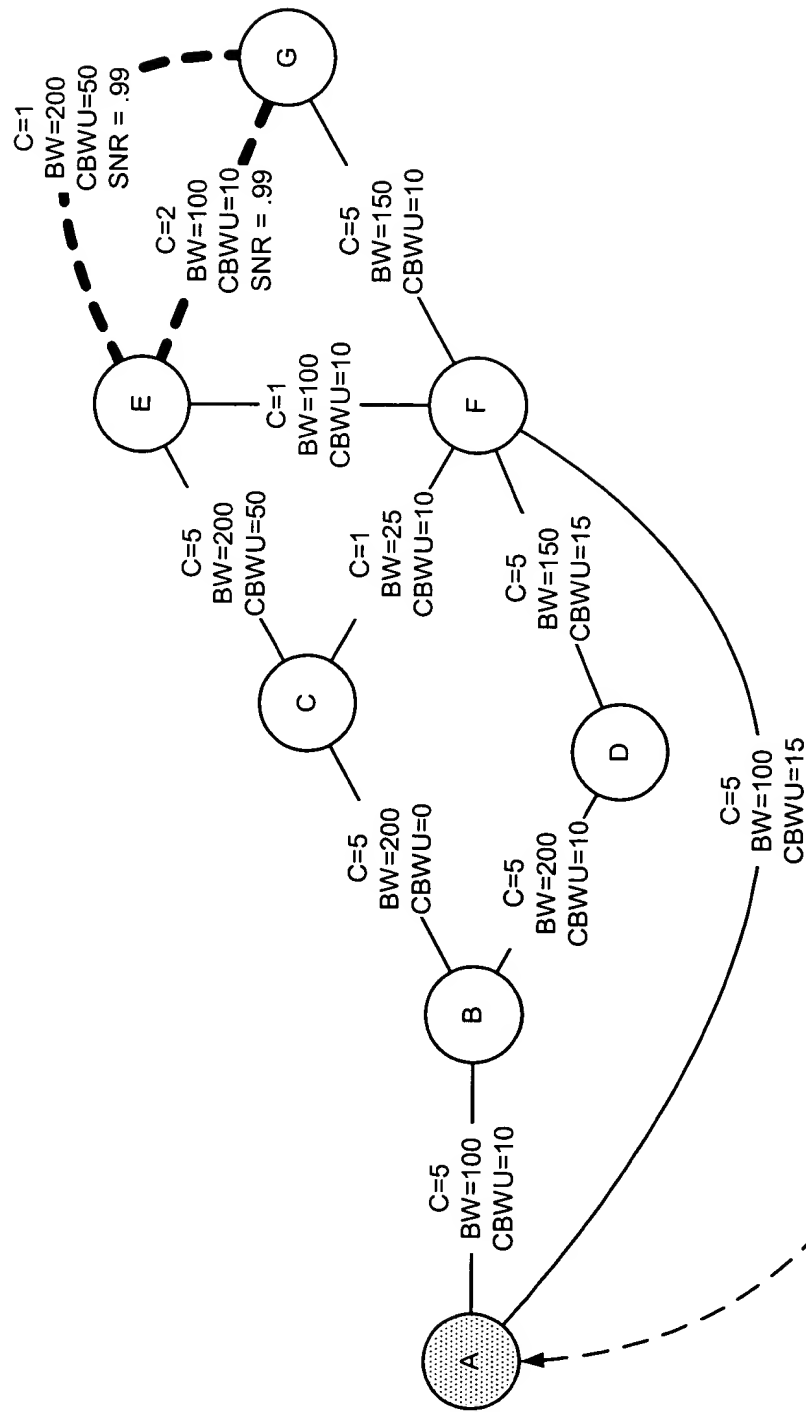 C=1
BW=200
CBWU=50
SNR = .99
G
C=2
BW=100
CBWU=10
SNR = .99
C=5
BW=150
CBWU=10
E
C=1
BW=100
CBWU=10
F
C=5
BW=200
CBWU=50
C=1
BW=25
CBWU=10
C=5
BW=150
CBWU=15
C
D
C=5
BW=200
CBWU=0
C=5
BW=200
CBWU=10
C=5
BW=100
CBWU=15
B
C=5
BW=100
CBWU=10
A